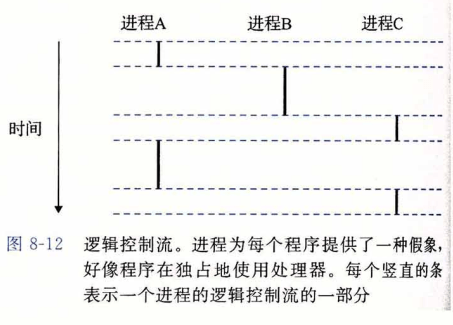 进程A 进程B 进程C
时间
图 8-12 逻辑控制流。进程为每个程序提供了一种假象,
好像程序在独占地使用处理器。每个竖直的条
表示一个进程的逻辑控制流的一部分